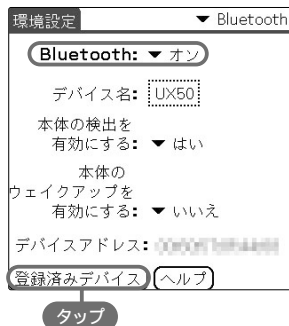 環境設定 ▼ Bluetooth
Bluetooth: ▼ オン
デバイス名: UX50
本体の検出を
有効にする: ▼ はい
本体の
ウェイクアップを
有効にする: ▼ いいえ
デバイスアドレス:
登録済みデバイス ヘルプ
タップ